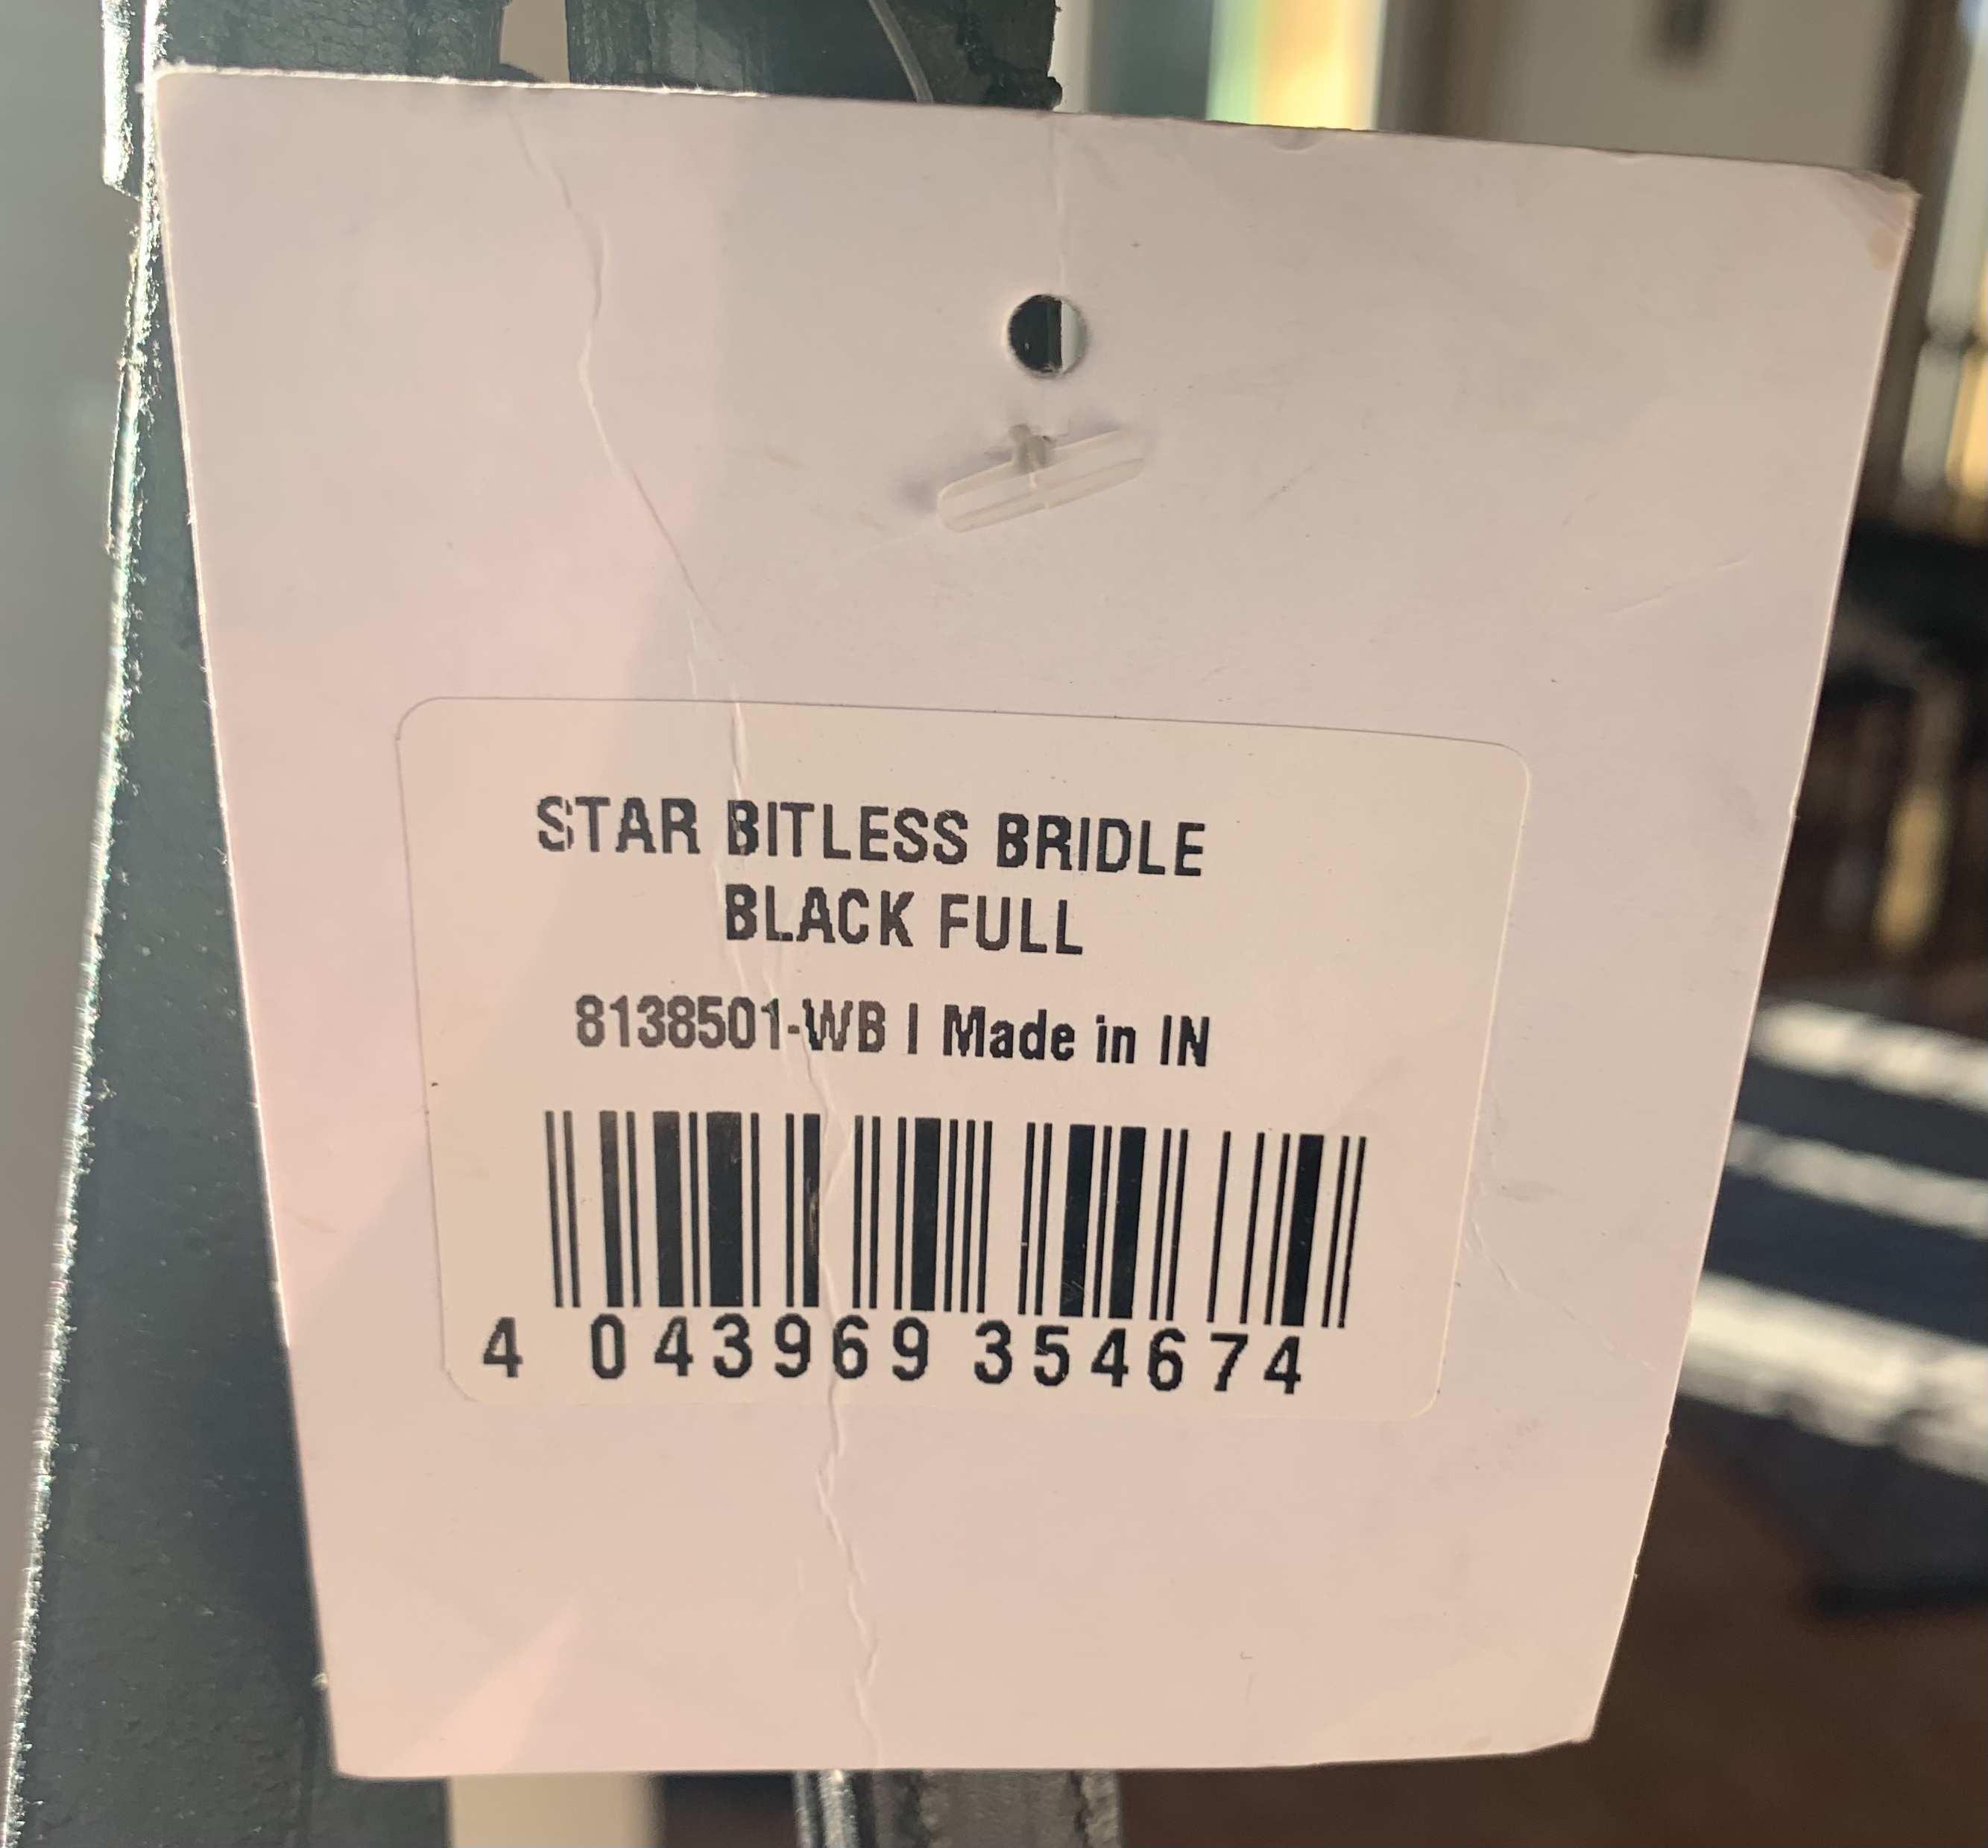 STAR BITLESS BRIDLE
BLACK FULL
8138501-WB | Made in IN
4 043969 354674